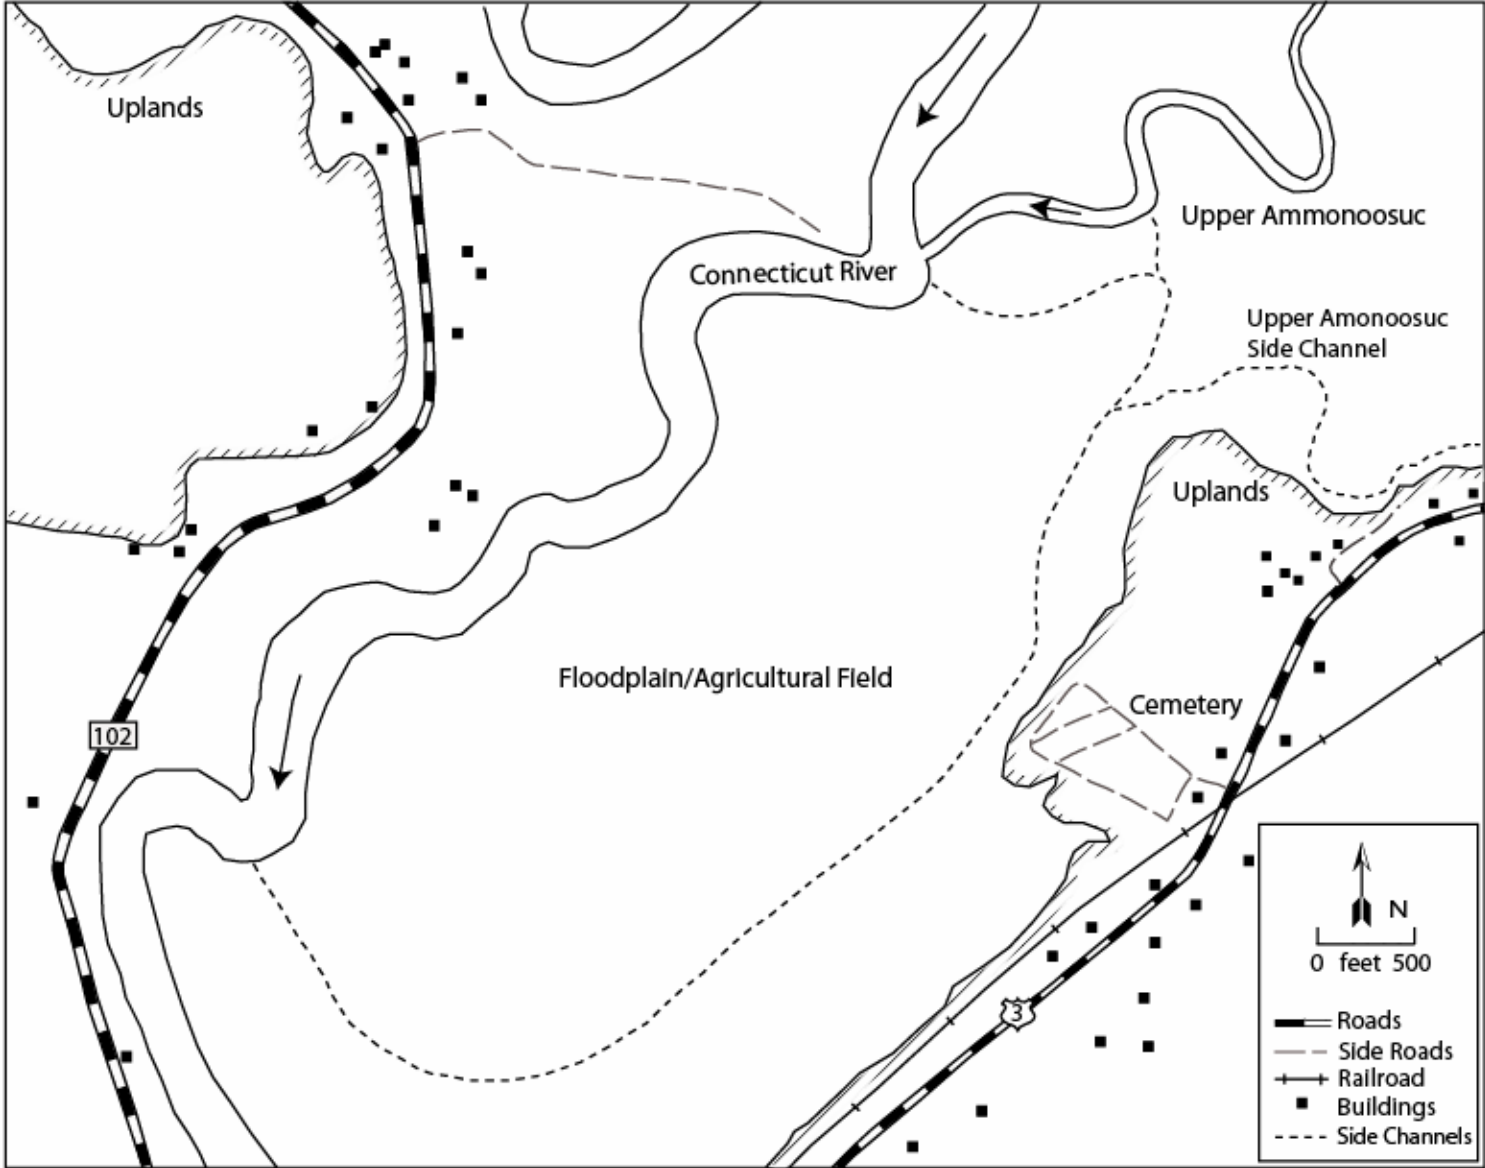 Uplands
Upper Ammonoosuc
Connecticut River
Upper Amonoosuc
Side Channel
Uplands
Floodplain/Agricultural Field
Cemetery
102
3
N
0 feet 500
Roads
Side Roads
Railroad
Buildings
Side Channels